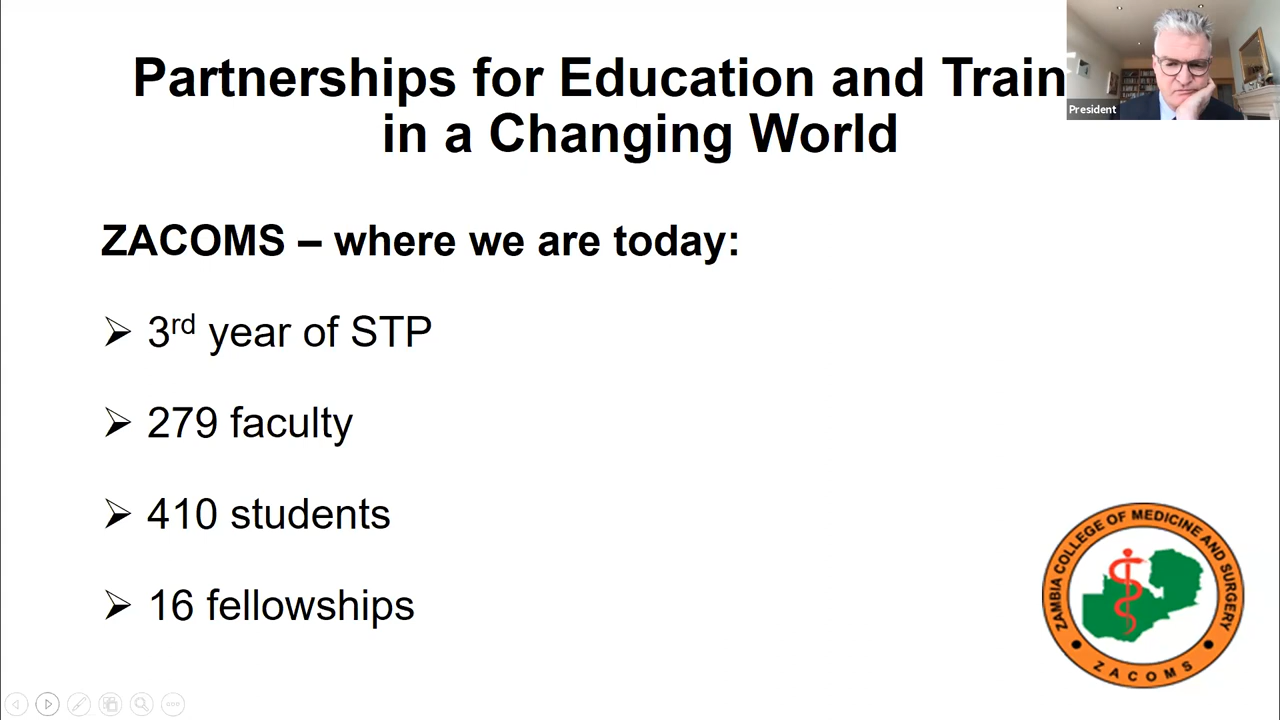 Partnerships for Education and Train
in a Changing World
President
ZACOMS – where we are today:
➢ 3rd year of STP
➢ 279 faculty
➢ 410 students
➢ 16 fellowships
ZAMBIA COLLEGE OF MEDICINE AND SURGERY
ZACOMS